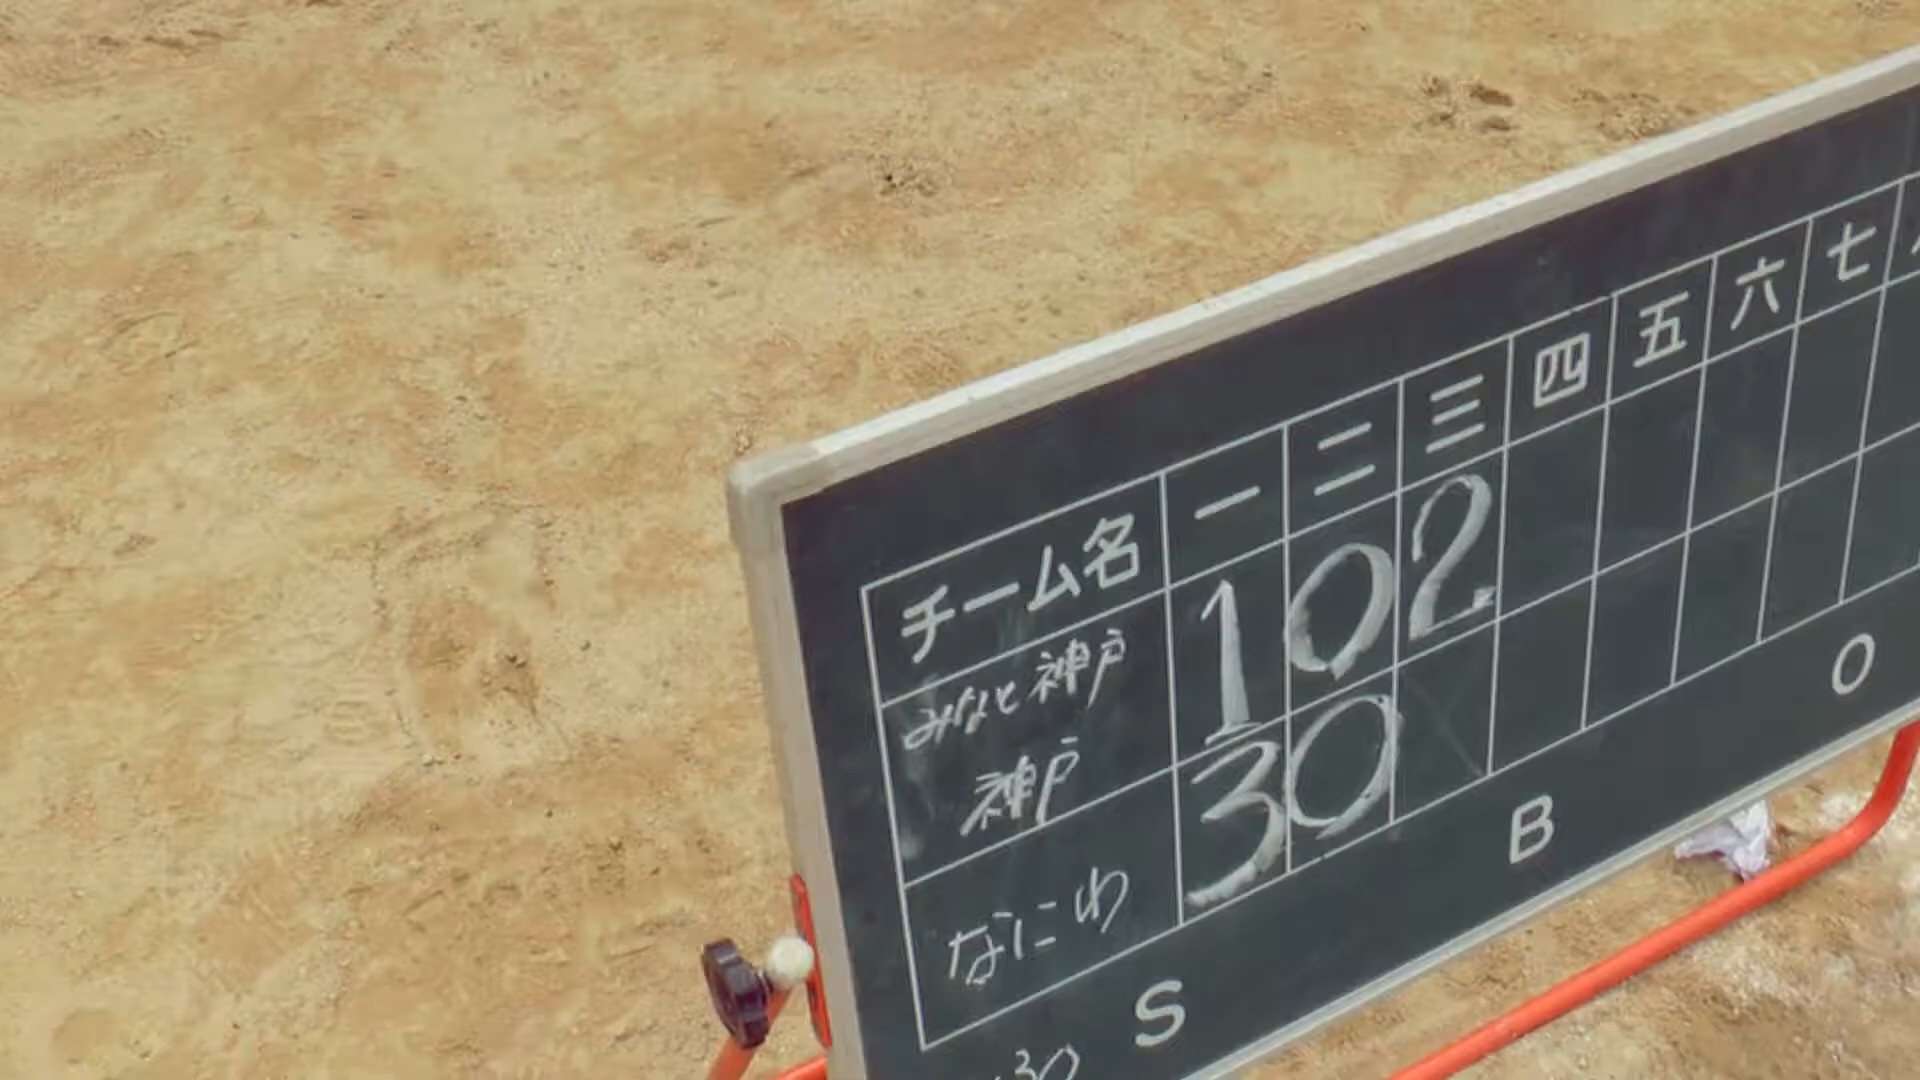 チーム名 一 二 三 四 五 六 七
みなと神戸 1 0 2
神戸
なにわ 3 0
S B O
30